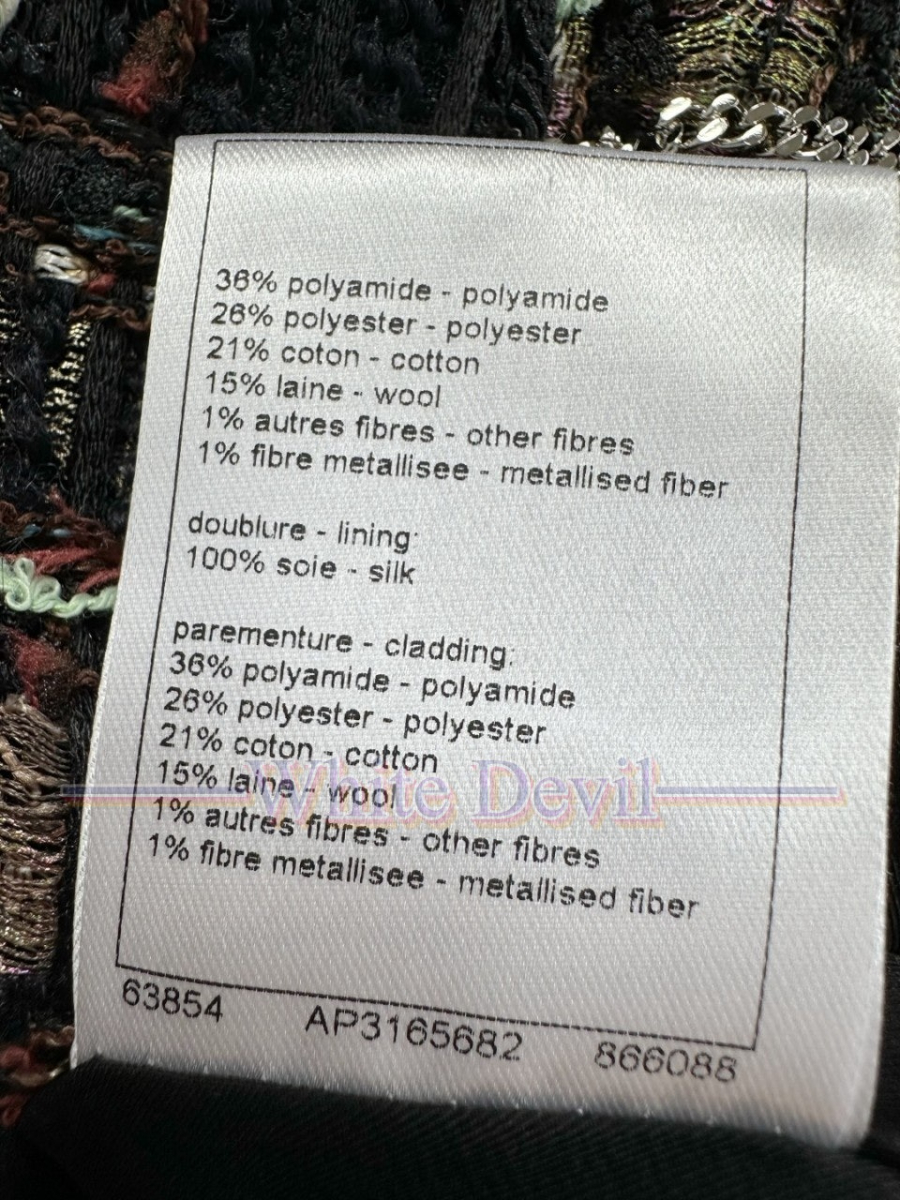 36% polyamide - polyamide
26% polyester - polyester
21% coton - cotton
15% laine - wool
1% autres fibres - other fibres
1% fibre metallisee - metallised fiber
doublure - lining:
100% soie - silk
parementure - cladding:
36% polyamide - polyamide
26% polyester - polyester
21% coton - cotton
15% laine - wool
White Devil
1% autres fibres - other fibres
1% fibre metallisee - metallised fiber
63854 AP3165682 866088